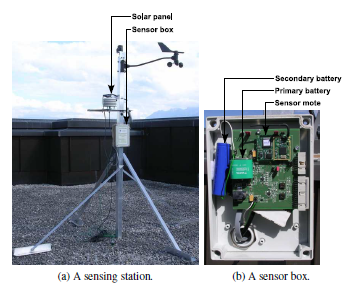 Solar panel
Sensor box
Secondary battery
Primary battery
Sensor mote
(a) A sensing station.
(b) A sensor box.